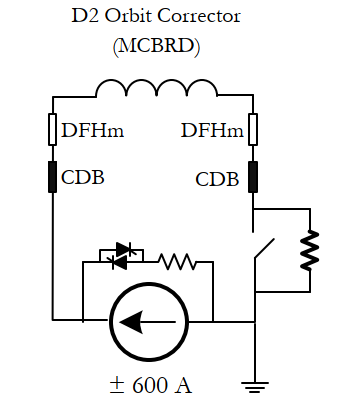 D2 Orbit Corrector
(MCBRD)
DFHm
DFHm
CDB
CDB
± 600 A